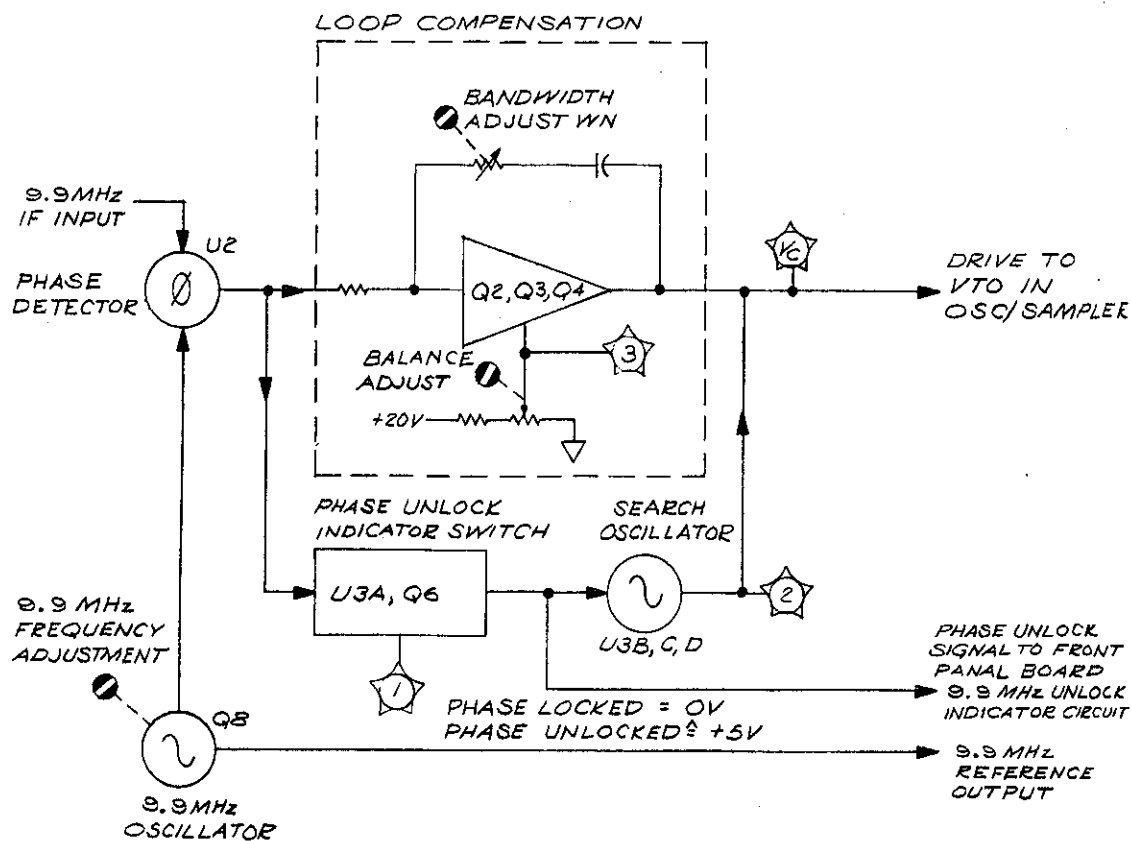 LOOP COMPENSATION
BANDWIDTH
ADJUST WN
9.9MHz
IF INPUT
U2
PHASE
DETECTOR
Ø
Q2, Q3, Q4
VC
DRIVE TO
VTO IN
OSC/SAMPLER
BALANCE
ADJUST
3
+20V
PHASE UNLOCK
INDICATOR SWITCH
SEARCH
OSCILLATOR
U3A, Q6
2
U3B, C, D
9.9 MHz
FREQUENCY
ADJUSTMENT
1
PHASE UNLOCK
SIGNAL TO FRONT
PANAL BOARD
9.9 MHz UNLOCK
INDICATOR CIRCUIT
PHASE LOCKED = 0V
PHASE UNLOCKED ≙ +5V
Q8
9.9 MHz
REFERENCE
OUTPUT
9.9MHz
OSCILLATOR